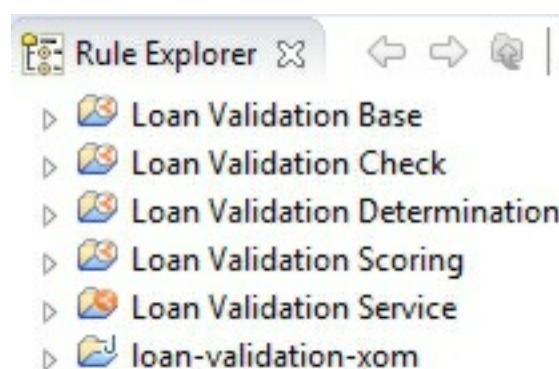 Rule Explorer
Loan Validation Base
Loan Validation Check
Loan Validation Determination
Loan Validation Scoring
Loan Validation Service
loan-validation-xom